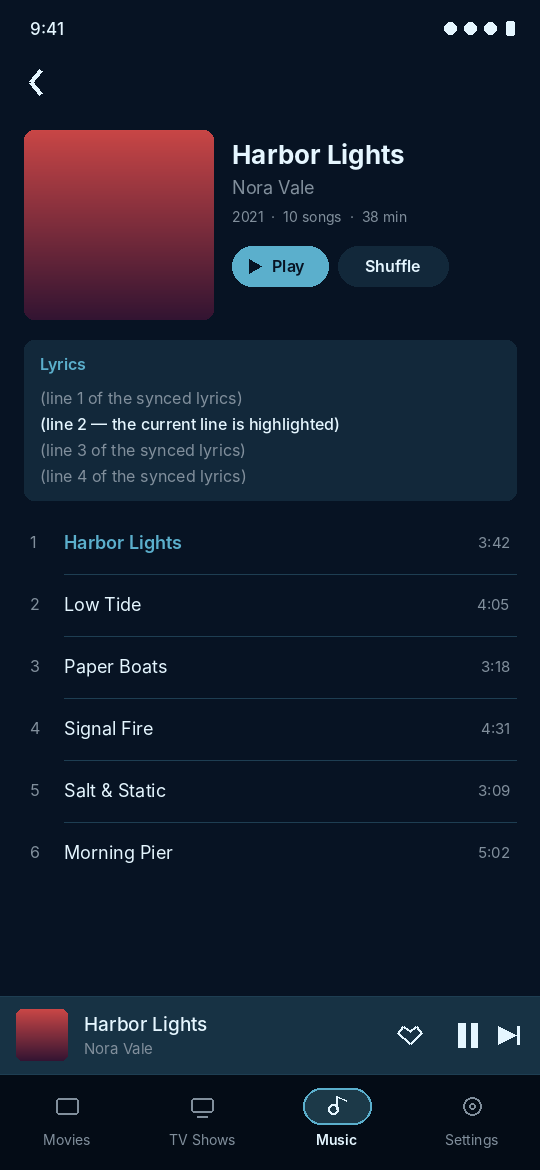 9:41
Harbor Lights
Nora Vale
2021 · 10 songs · 38 min
Play
Shuffle
Lyrics
(line 1 of the synced lyrics)
(line 2 — the current line is highlighted)
(line 3 of the synced lyrics)
(line 4 of the synced lyrics)
1 Harbor Lights 3:42
2 Low Tide 4:05
3 Paper Boats 3:18
4 Signal Fire 4:31
5 Salt & Static 3:09
6 Morning Pier 5:02
Harbor Lights
Nora Vale
Movies TV Shows Music Settings